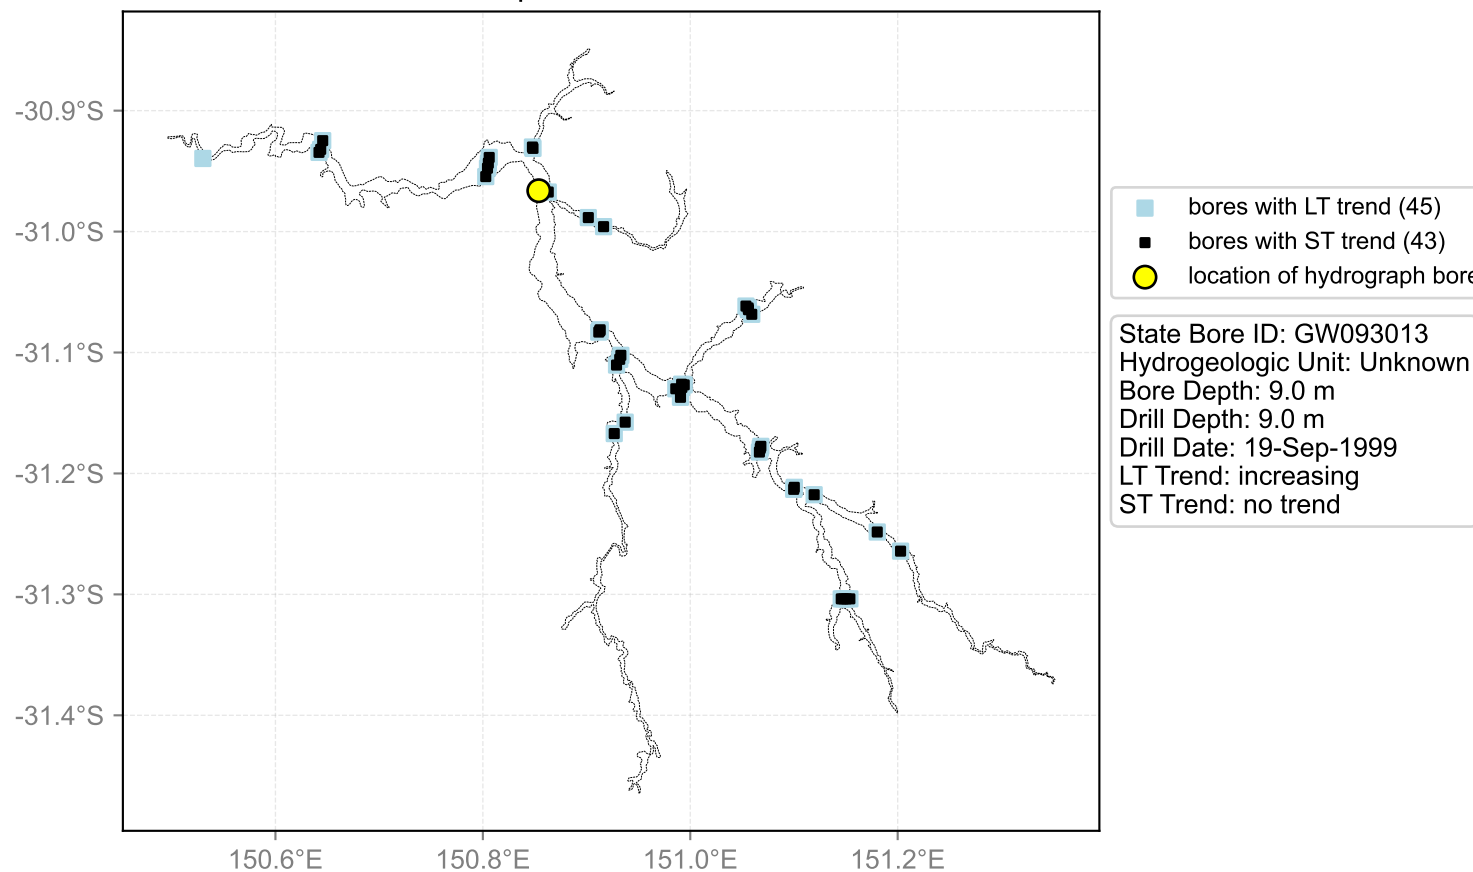 -30.9°S
-31.0°S
-31.1°S
-31.2°S
-31.3°S
-31.4°S
150.6°E
150.8°E
151.0°E
151.2°E
bores with LT trend (45)
bores with ST trend (43)
location of hydrograph bore
State Bore ID: GW093013
Hydrogeologic Unit: Unknown
Bore Depth: 9.0 m
Drill Depth: 9.0 m
Drill Date: 19-Sep-1999
LT Trend: increasing
ST Trend: no trend